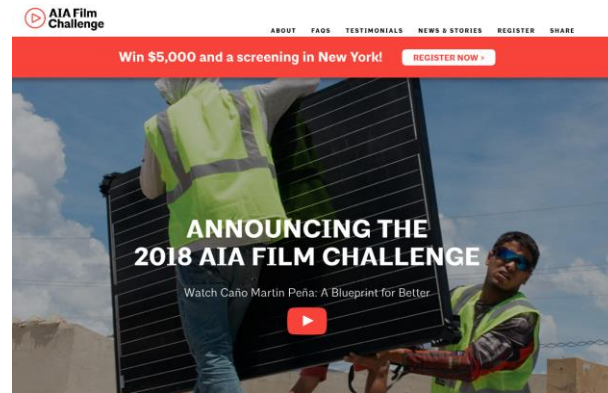 AIA Film
Challenge
ABOUT FAQS TESTIMONIALS NEWS & STORIES REGISTER SHARE
Win $5,000 and a screening in New York! REGISTER NOW >
ANNOUNCING THE
2018 AIA FILM CHALLENGE
Watch Caño Martin Peña: A Blueprint for Better